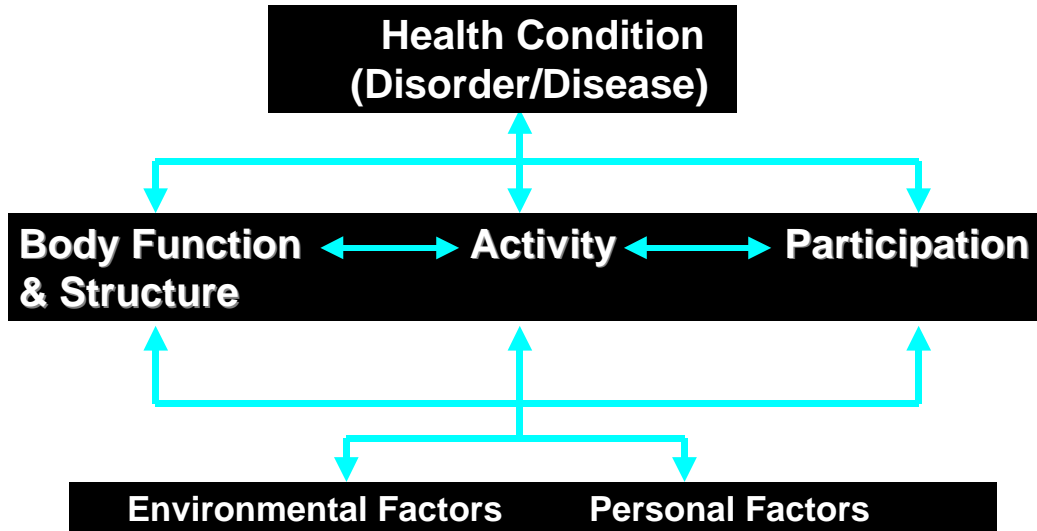 Health Condition
(Disorder/Disease)
Body Function Activity Participation
& Structure
Environmental Factors Personal Factors